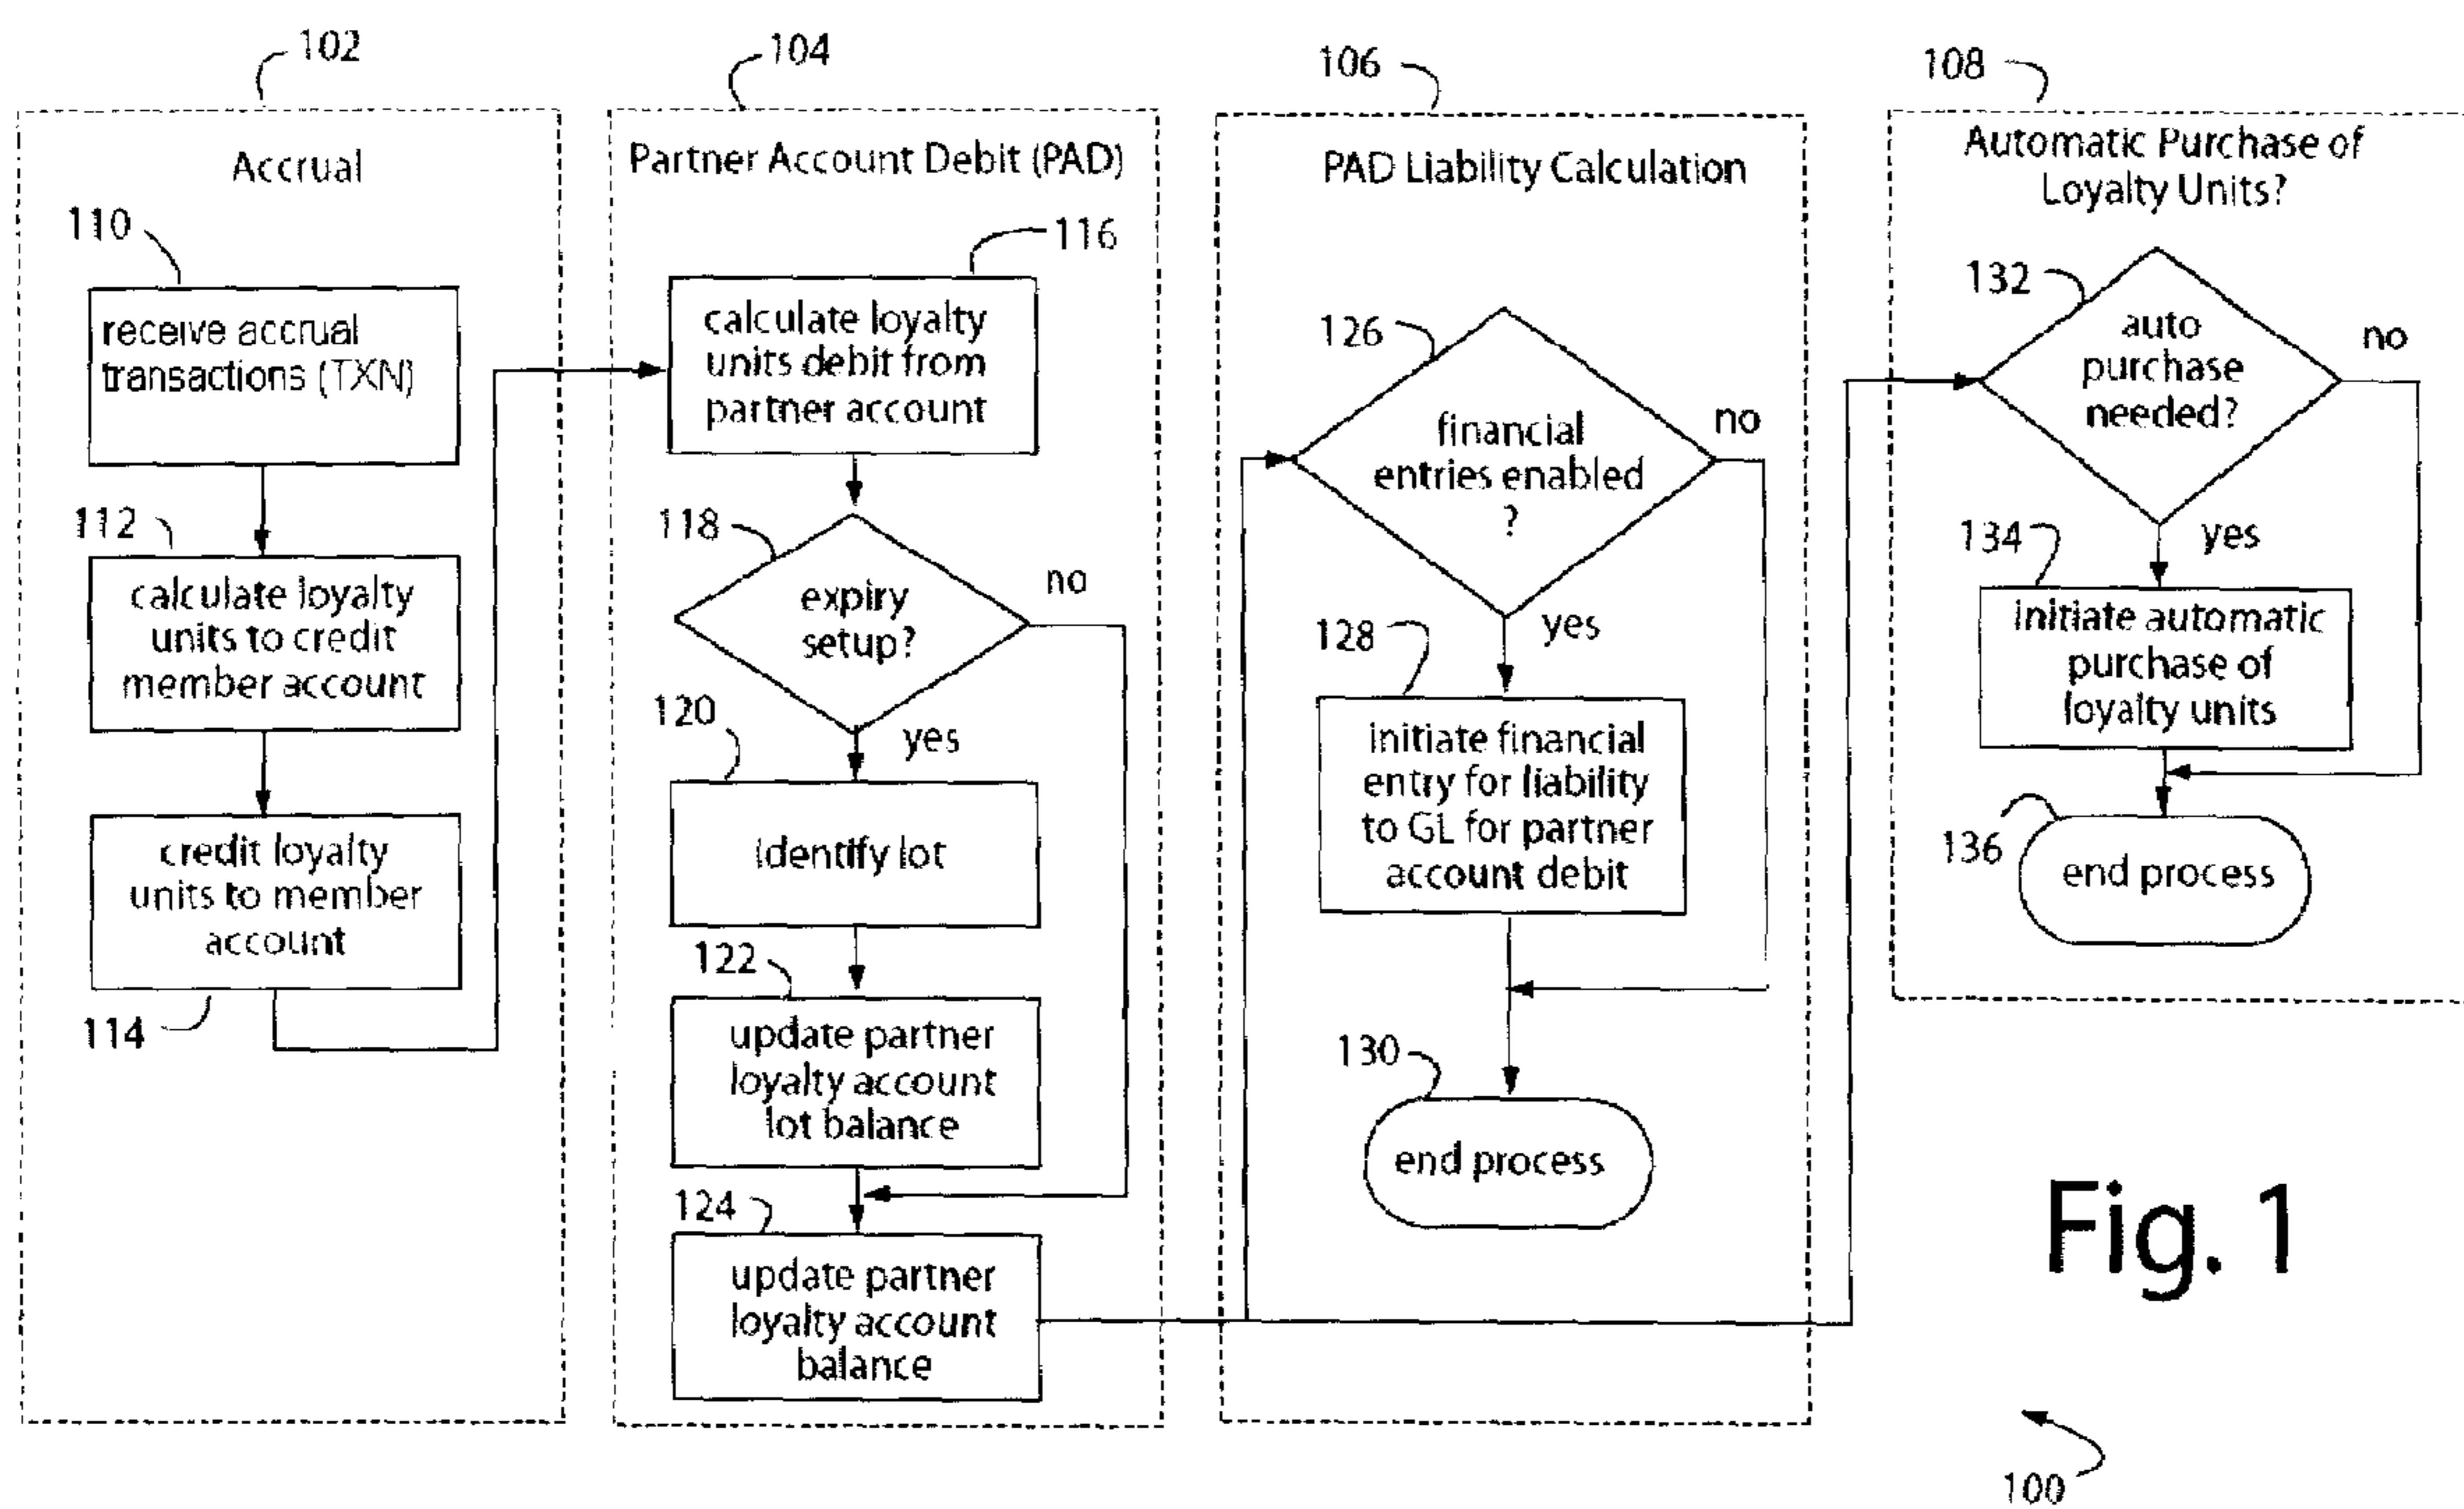 102
Accrual
110
receive accrual
transactions (TXN)
112
calculate loyalty
units to credit
member account
credit loyalty
units to member
account
114
104
Partner Account Debit (PAD)
116
calculate loyalty
units debit from
partner account
118
expiry
setup?
no
yes
120
Identify lot
122
update partner
loyalty account
lot balance
124
update partner
loyalty account
balance
106
PAD Liability Calculation
126
financial
entries enabled
?
no
yes
128
initiate financial
entry for liability
to GL for partner
account debit
130
end process
108
Automatic Purchase of
Loyalty Units?
132
auto
purchase
needed?
no
yes
134
initiate automatic
purchase of
loyalty units
136
end process
Fig. 1
100